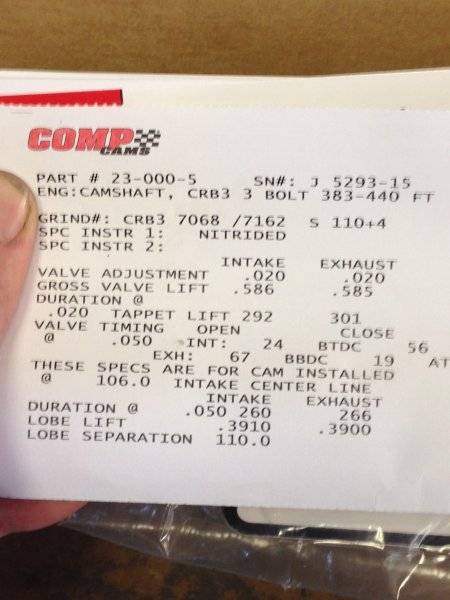 COMP
CAMS
PART # 23-000-5 SN#: J 5293-15
ENG:CAMSHAFT, CRB3 3 BOLT 383-440 FT
GRIND#: CRB3 7068 /7162 S 110+4
SPC INSTR 1: NITRIDED
SPC INSTR 2:
INTAKE EXHAUST
VALVE ADJUSTMENT .020 .020
GROSS VALVE LIFT .586 .585
DURATION @
.020 TAPPET LIFT 292 301
VALVE TIMING OPEN CLOSE
@ .050 INT: 24 BTDC 56
EXH: 67 BBDC 19 AT
THESE SPECS ARE FOR CAM INSTALLED
@ 106.0 INTAKE CENTER LINE
INTAKE EXHAUST
DURATION @ .050 260 266
LOBE LIFT .3910 .3900
LOBE SEPARATION 110.0